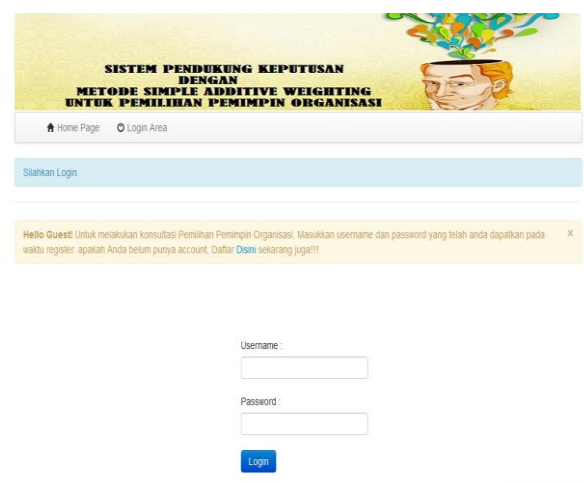 SISTEM PENDUKUNG KEPUTUSAN
DENGAN
METODE SIMPLE ADDITIVE WEIGHTING
UNTUK PEMILIHAN PEMIMPIN ORGANISASI
Home Page Login Area
Silahkan Login.
Hello Guest! Untuk melakukan konsultasi Pemilihan Pemimpin Organisasi, Masukkan username dan password yang telah anda dapatkan pada
waktu register. apakah Anda belum punya account, Daftar Disini sekarang juga!!!
Username :
Password :
Login